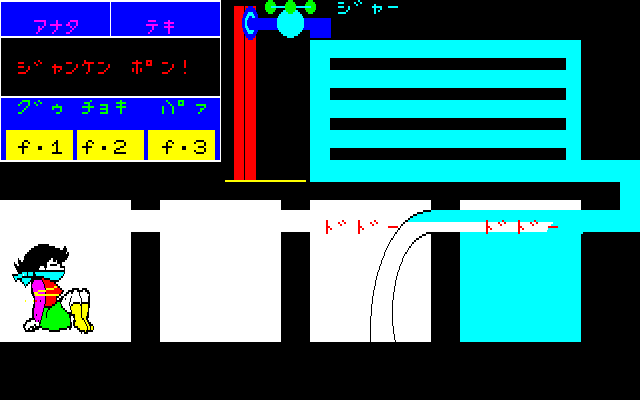 アナタ テキ
ジャー
ジャンケン ポン!
グゥ チョキ パァ
f・1 f・2 f・3
ドドー ドドー